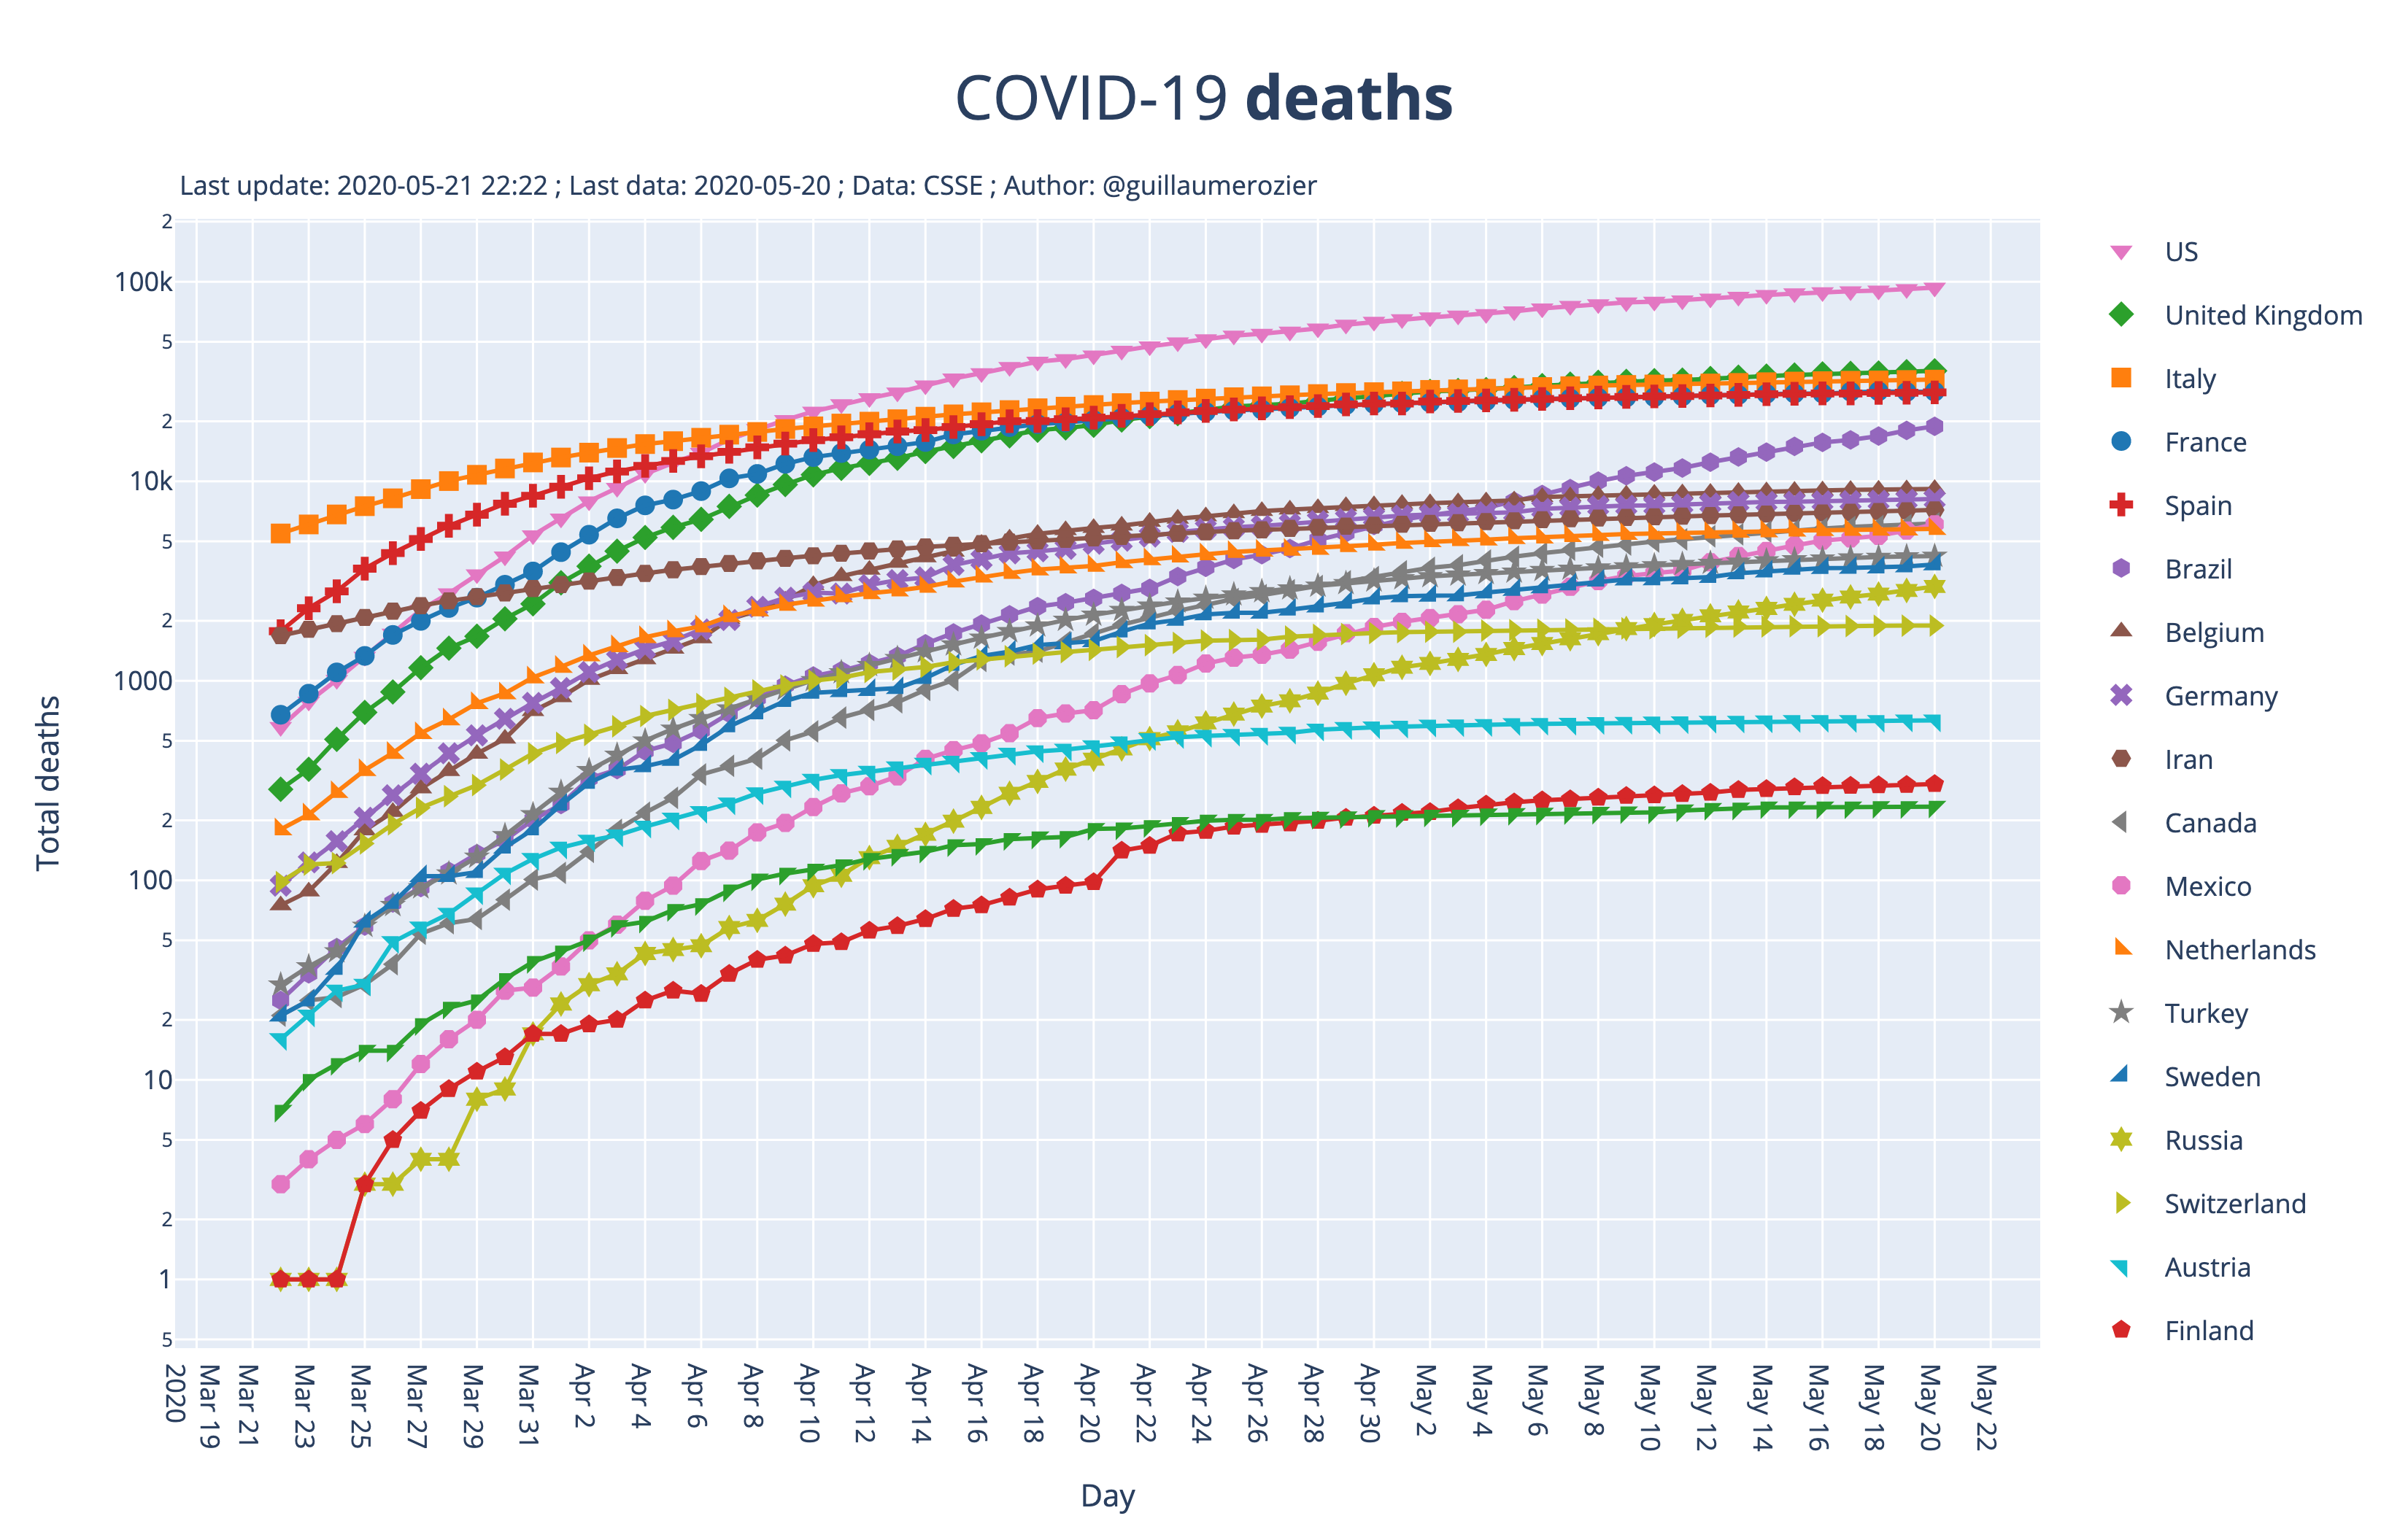 COVID-19 deaths
Last update: 2020-05-21 22:22 ; Last data: 2020-05-20 ; Data: CSSE ; Author: @guillaumerozier
2
100k
5
2
10k
5
2
1000
5
2
100
5
2
10
5
2
1
5
Total deaths
Mar 19
2020
Mar 21
Mar 23
Mar 25
Mar 27
Mar 29
Mar 31
Apr 2
Apr 4
Apr 6
Apr 8
Apr 10
Apr 12
Apr 14
Apr 16
Apr 18
Apr 20
Apr 22
Apr 24
Apr 26
Apr 28
Apr 30
May 2
May 4
May 6
May 8
May 10
May 12
May 14
May 16
May 18
May 20
May 22
Day
US
United Kingdom
Italy
France
Spain
Brazil
Belgium
Germany
Iran
Canada
Mexico
Netherlands
Turkey
Sweden
Russia
Switzerland
Austria
Finland